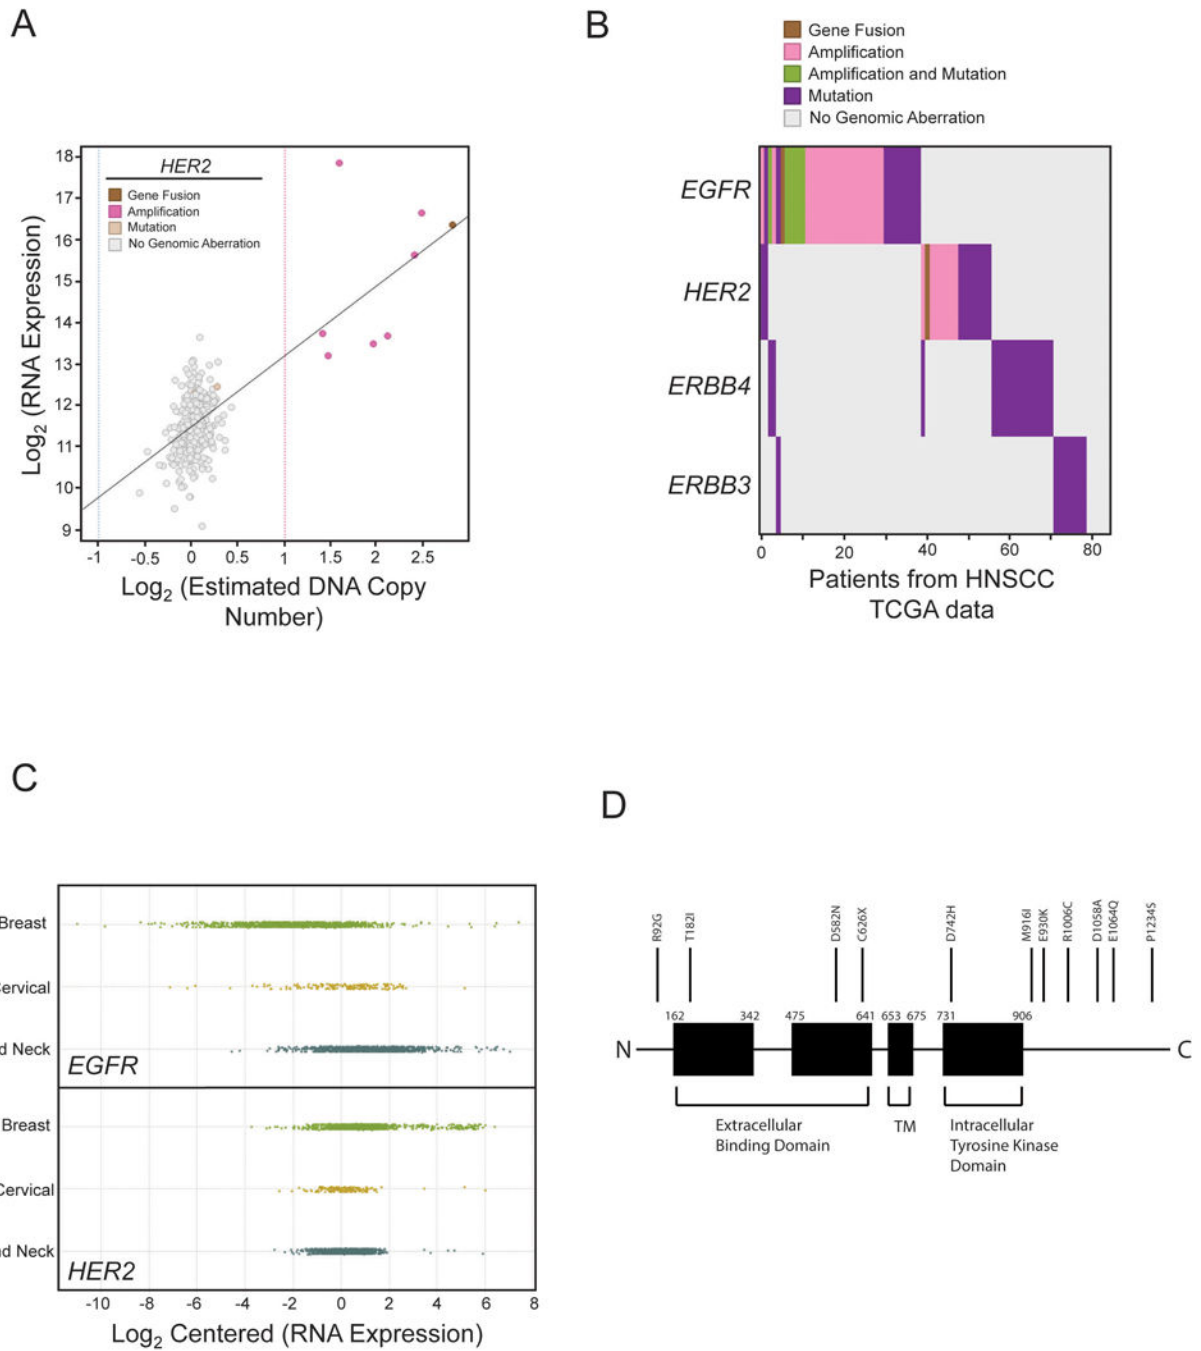 A
HER2
Gene Fusion
Amplification
Mutation
No Genomic Aberration
18
17
16
15
14
13
12
11
10
9
Log2 (RNA Expression)
-1 -0.5 0 0.5 1 1.5 2 2.5
Log2 (Estimated DNA Copy
Number)
B
Gene Fusion
Amplification
Amplification and Mutation
Mutation
No Genomic Aberration
EGFR
HER2
ERBB4
ERBB3
0 20 40 60 80
Patients from HNSCC
TCGA data
C
Breast
Cervical
d Neck
EGFR
Breast
Cervical
d Neck
HER2
-10 -8 -6 -4 -2 0 2 4 6 8
Log2 Centered (RNA Expression)
D
R92G T182I D582N C626X D742H M916I E930K R1006C D1058A E1064Q P1234S
162 342 475 641 653 675 731 906
N C
Extracellular
Binding Domain
TM
Intracellular
Tyrosine Kinase
Domain